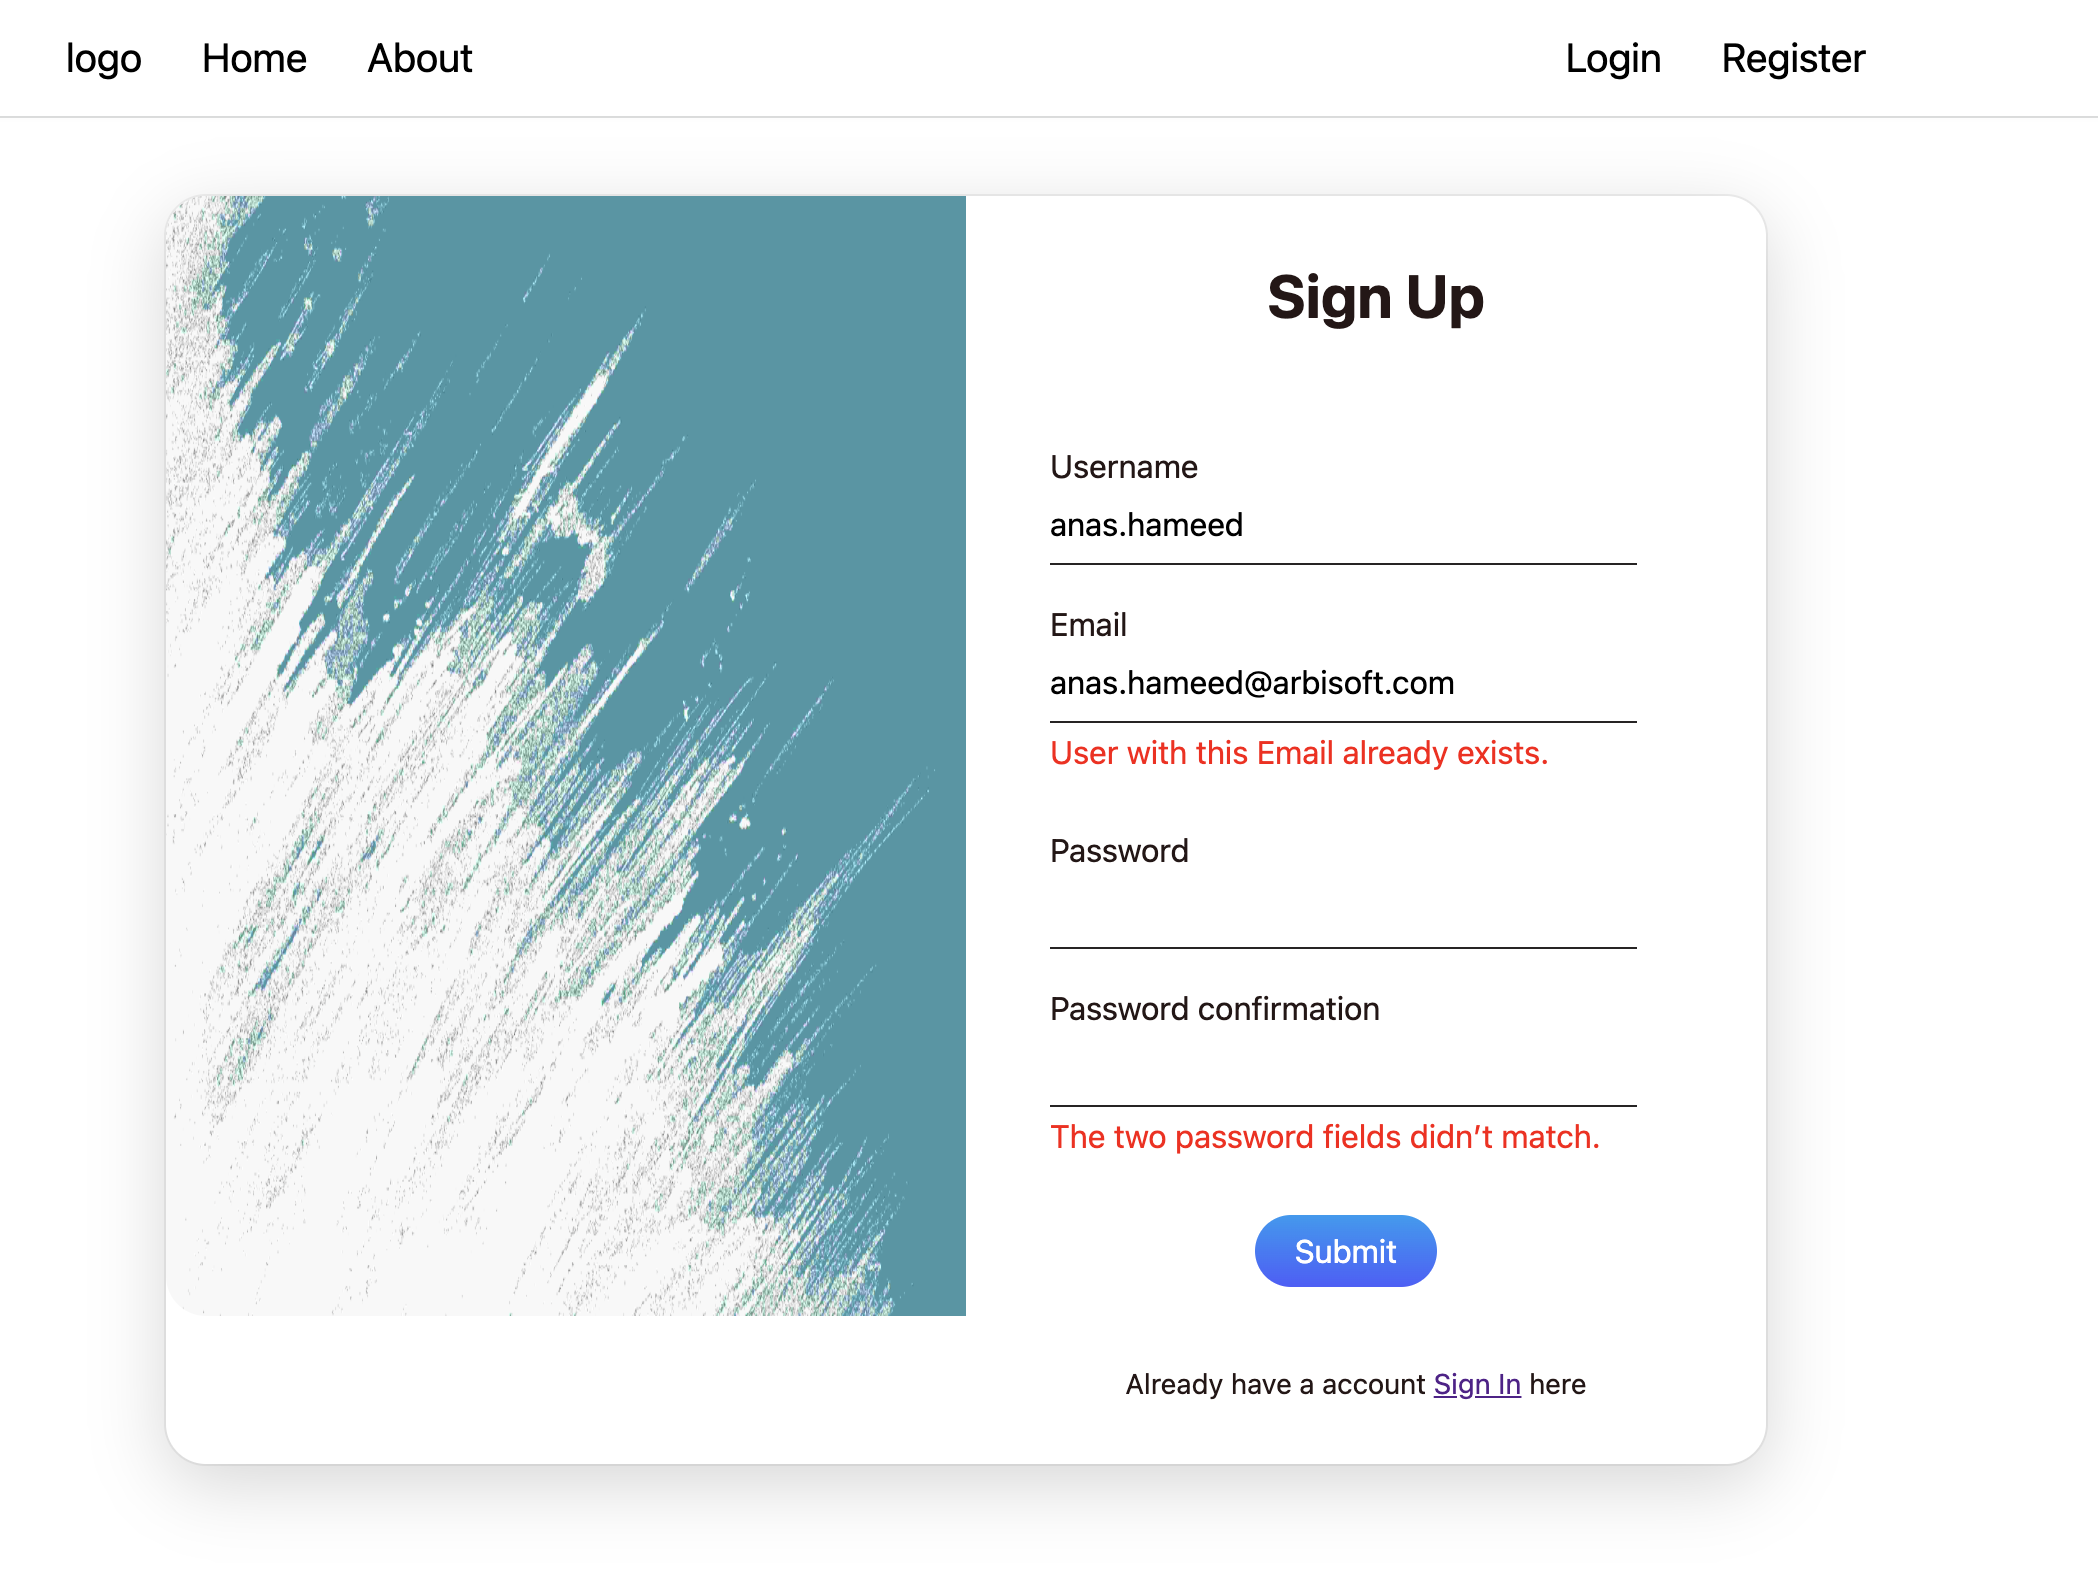 logo Home About Login Register
Sign Up
Username
anas.hameed
Email
anas.hameed@arbisoft.com
User with this Email already exists.
Password
Password confirmation
The two password fields didn’t match.
Submit
Already have a account Sign In here